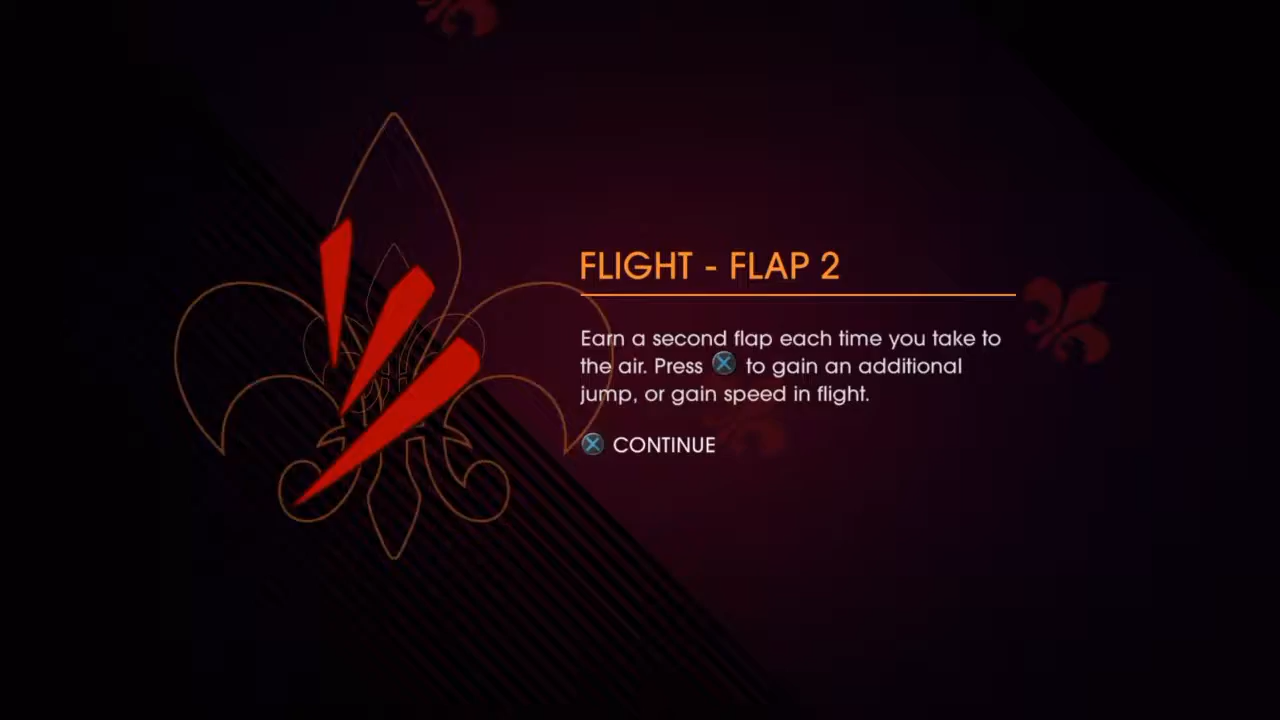 FLIGHT - FLAP 2
Earn a second flap each time you take to
the air. Press to gain an additional
jump, or gain speed in flight.
CONTINUE